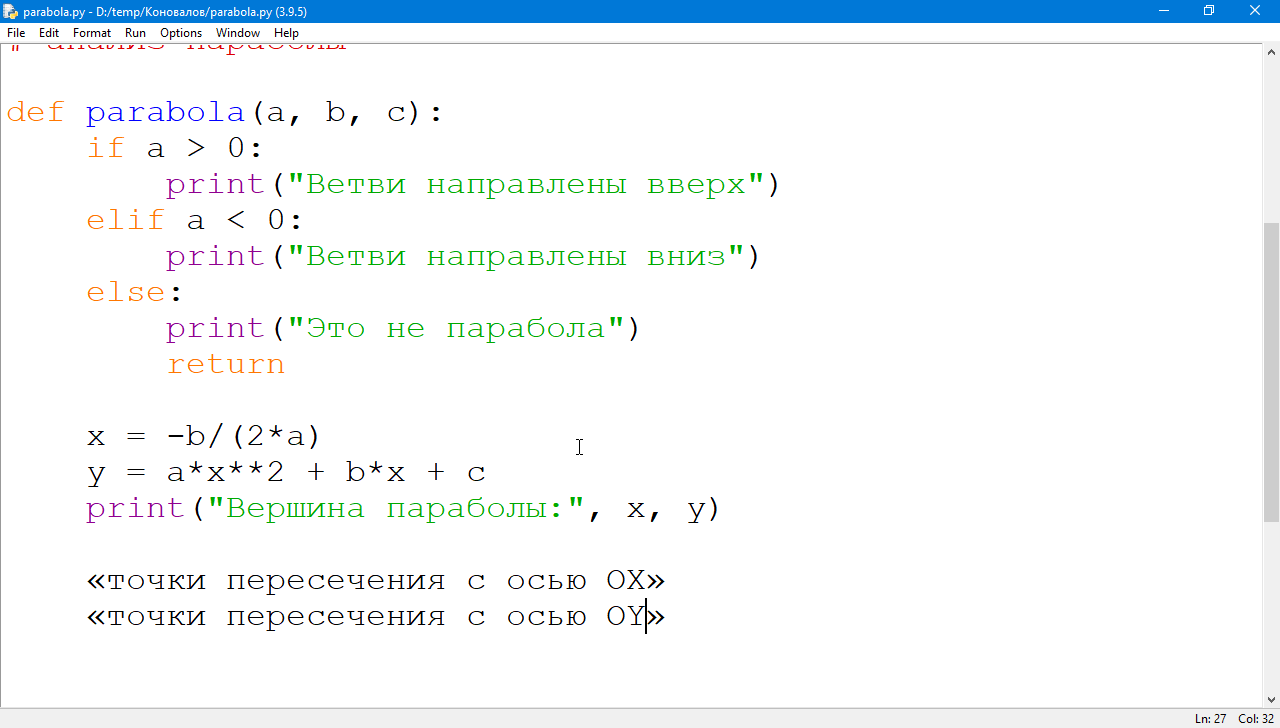 parabola.py - D:/temp/Коновалов/parabola.py (3.9.5)
File Edit Format Run Options Window Help
# анализ параболы
def parabola(a, b, c):
    if a > 0:
        print("Ветви направлены вверх")
    elif a < 0:
        print("Ветви направлены вниз")
    else:
        print("Это не парабола")
        return
    x = -b/(2*a)
    y = a*x**2 + b*x + c
    print("Вершина параболы:", x, y)
    «точки пересечения с осью OX»
    «точки пересечения с осью OY»
Ln: 27 Col: 32